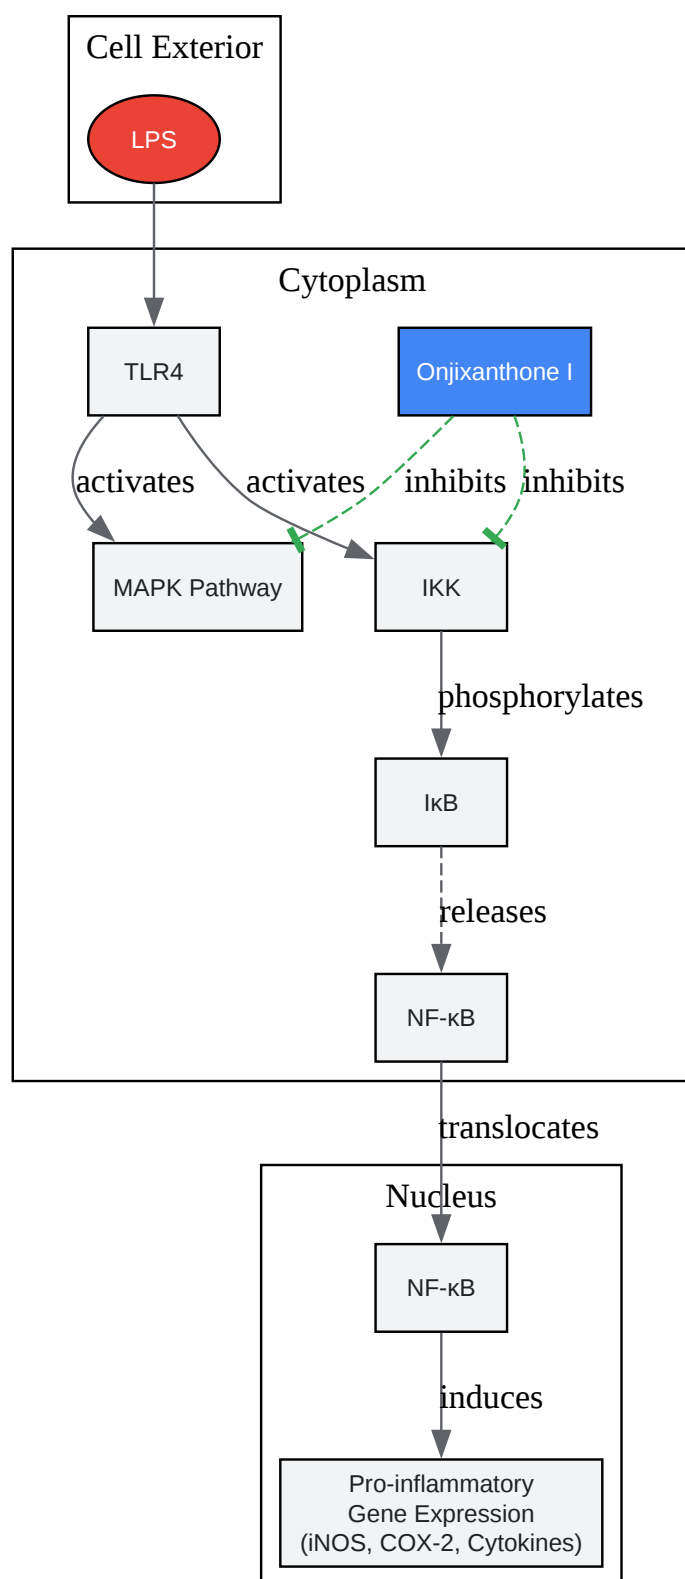 Cell Exterior
LPS
Cytoplasm
TLR4
Onjixanthone I
activates
activates
inhibits
inhibits
MAPK Pathway
IKK
phosphorylates
IκB
releases
NF-κB
translocates
Nucleus
NF-κB
induces
Pro-inflammatory
Gene Expression
(iNOS, COX-2, Cytokines)